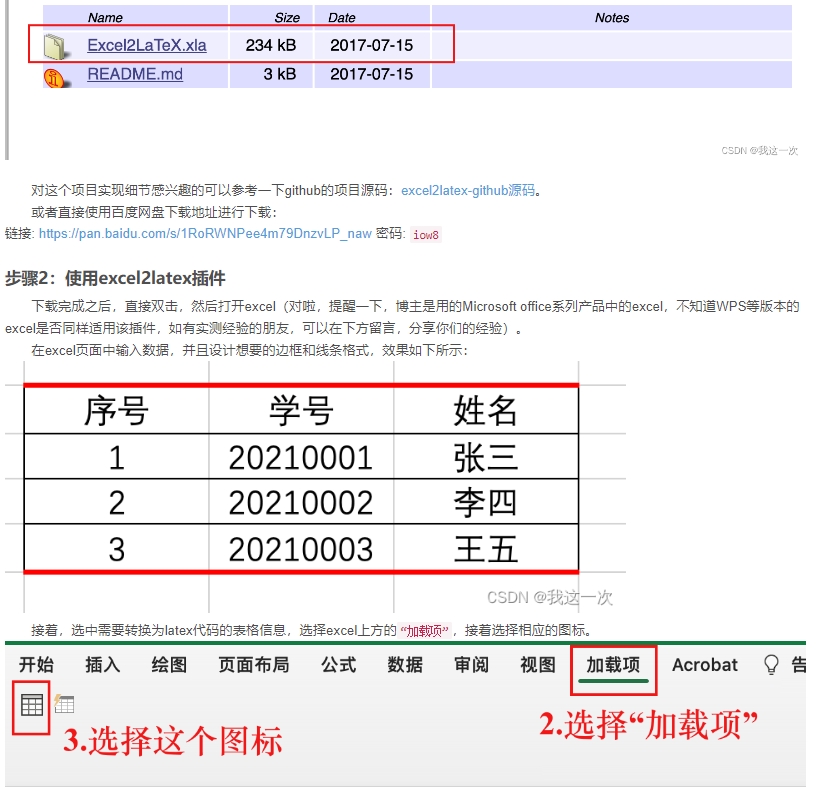 Name Size Date Notes
Excel2LaTeX.xla 234 kB 2017-07-15
README.md 3 kB 2017-07-15
CSDN @我这一次
对这个项目实现细节感兴趣的可以参考一下github的项目源码：excel2latex-github源码。
或者直接使用百度网盘下载地址进行下载：
链接: https://pan.baidu.com/s/1RoRWNPee4m79DnzvLP_naw 密码: iow8
步骤2：使用excel2latex插件
下载完成之后，直接双击，然后打开excel（对啦，提醒一下，博主是用的Microsoft office系列产品中的excel，不知道WPS等版本的
excel是否同样适用该插件，如有实测经验的朋友，可以在下方留言，分享你们的经验）。
在excel页面中输入数据，并且设计想要的边框和线条格式，效果如下所示：
序号 学号 姓名
1 20210001 张三
2 20210002 李四
3 20210003 王五
CSDN @我这一次
接着，选中需要转换为latex代码的表格信息，选择excel上方的“加载项”，接着选择相应的图标。
开始 插入 绘图 页面布局 公式 数据 审阅 视图 加载项 Acrobat 告
3.选择这个图标
2.选择“加载项”